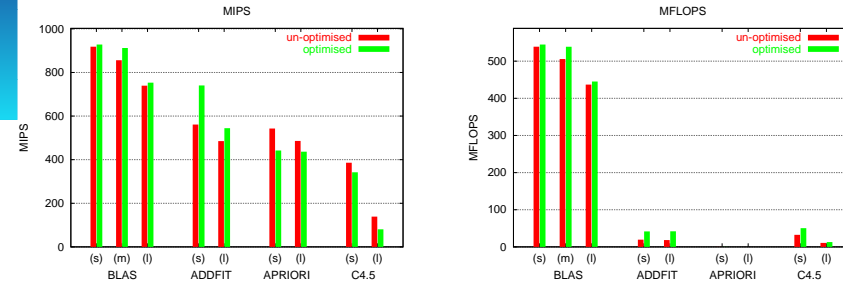 MIPS
un-optimised
optimised
1000
800
600
400
200
0
MIPS
(s) (m) (l) (s) (l) (s) (l) (s) (l)
BLAS ADDFIT APRIORI C4.5
MFLOPS
un-optimised
optimised
500
400
300
200
100
0
MFLOPS
(s) (m) (l) (s) (l) (s) (l) (s) (l)
BLAS ADDFIT APRIORI C4.5